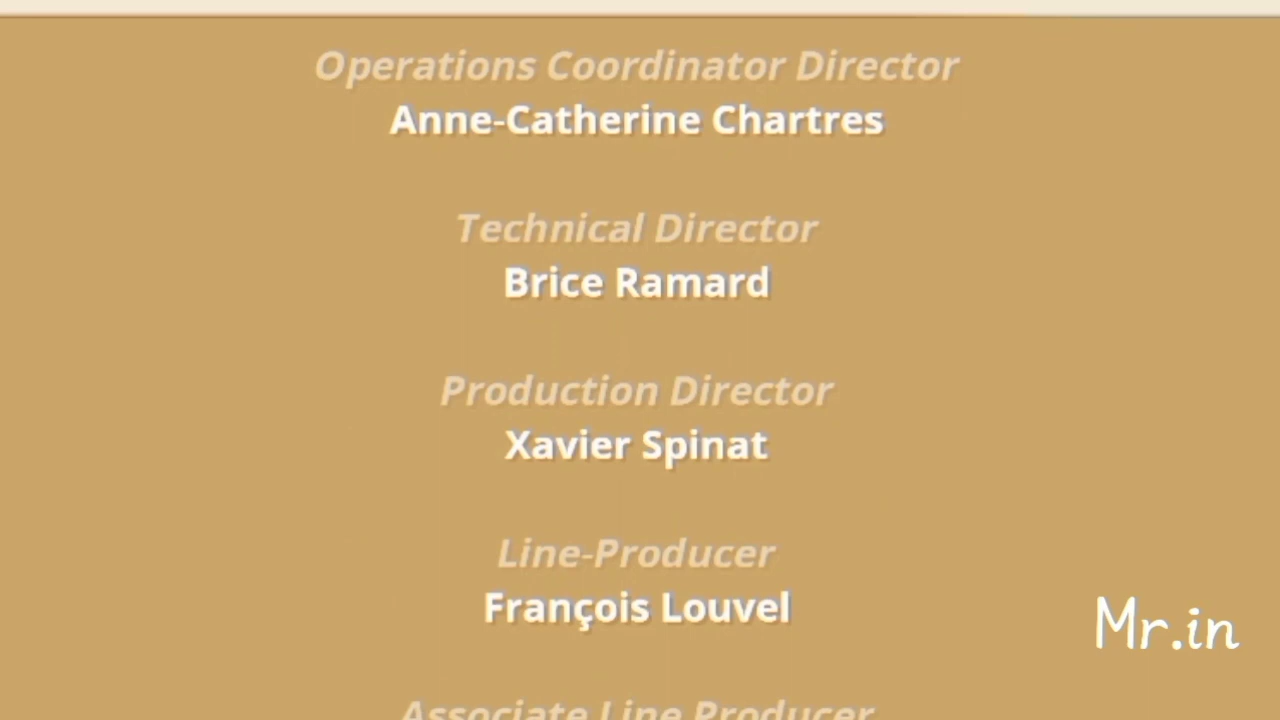 Operations Coordinator Director
Anne-Catherine Chartres
Technical Director
Brice Ramard
Production Director
Xavier Spinat
Line-Producer
François Louvel
Mr.in
Associate Line Producer